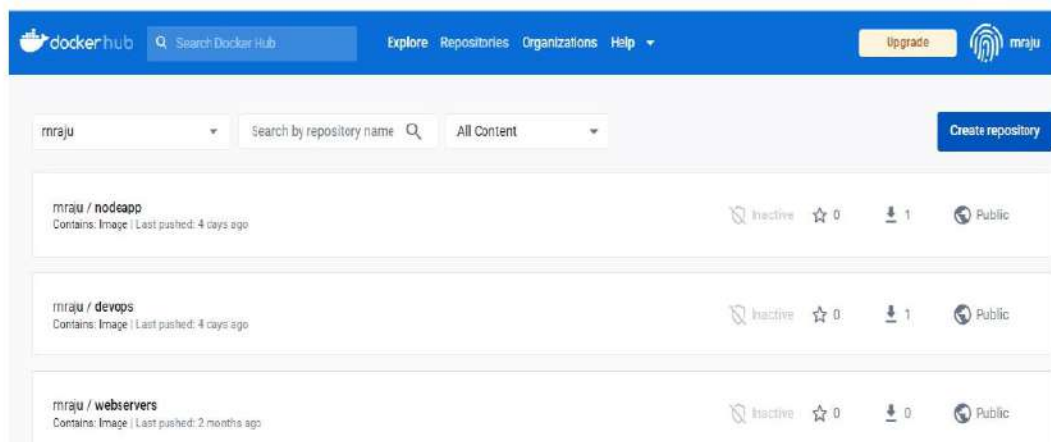 dockerhub Search Docker Hub Explore Repositories Organizations Help Upgrade mraju
mraju Search by repository name All Content Create repository
mraju / nodeapp
Contains: Image | Last pushed: 4 days ago
Inactive 0 1 Public
mraju / devops
Contains: Image | Last pushed: 4 days ago
Inactive 0 1 Public
mraju / webservers
Contains: Image | Last pushed: 2 months ago
Inactive 0 0 Public